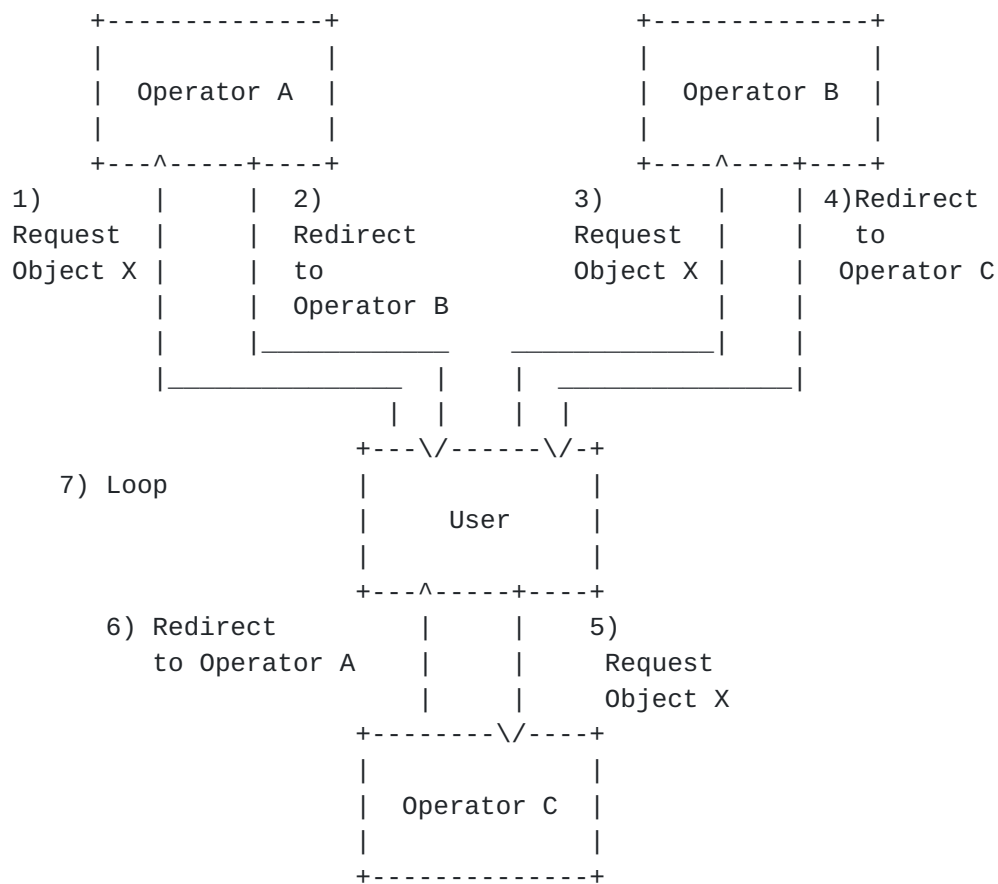 Operator A
Operator B
1)
Request
Object X
2)
Redirect
to
Operator B
3)
Request
Object X
4)Redirect
to
Operator C
7) Loop
User
6) Redirect
to Operator A
5)
Request
Object X
Operator C